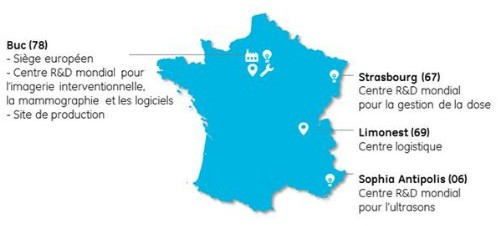 Buc (78)
- Siège européen
- Centre R&D mondial pour
l'imagerie interventionnelle,
la mammographie et les logiciels
- Site de production
Strasbourg (67)
Centre R&D mondial
pour la gestion de la dose
Limonest (69)
Centre logistique
Sophia Antipolis (06)
Centre R&D mondial
pour l'ultrasons